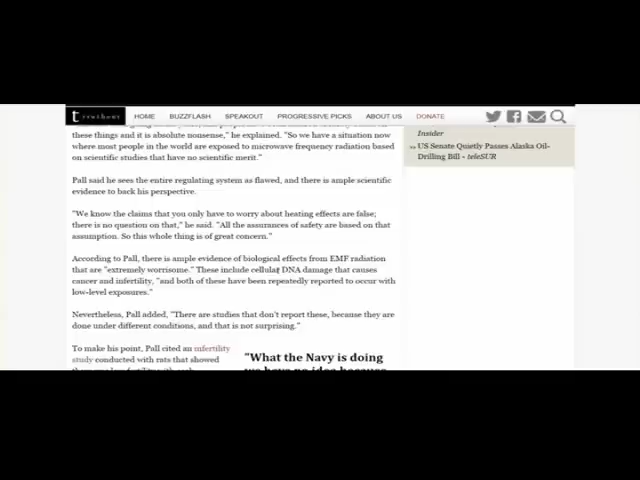 truthout
HOME
BUZZFLASH
SPEAKOUT
PROGRESSIVE PICKS
ABOUT US
DONATE
these things and it is absolute nonsense," he explained. "So we have a situation now
where most people in the world are exposed to microwave frequency radiation based
on scientific studies that have no scientific merit."
Pall said he sees the entire regulating system as flawed, and there is ample scientific
evidence to back his perspective.
"We know the claims that you only have to worry about heating effects are false;
there is no question on that," he said. "All the assurances of safety are based on that
assumption. So this whole thing is of great concern."
According to Pall, there is ample evidence of biological effects from EMF radiation
that are "extremely worrisome." These include cellular DNA damage that causes
cancer and infertility, "and both of these have been repeatedly reported to occur with
low-level exposures."
Nevertheless, Pall added, "There are studies that don't report these, because they are
done under different conditions, and that is not surprising."
To make his point, Pall cited an infertility
study conducted with rats that showed
"What the Navy is doing
we have no idea because
Insider
US Senate Quietly Passes Alaska Oil-
Drilling Bill - teleSUR